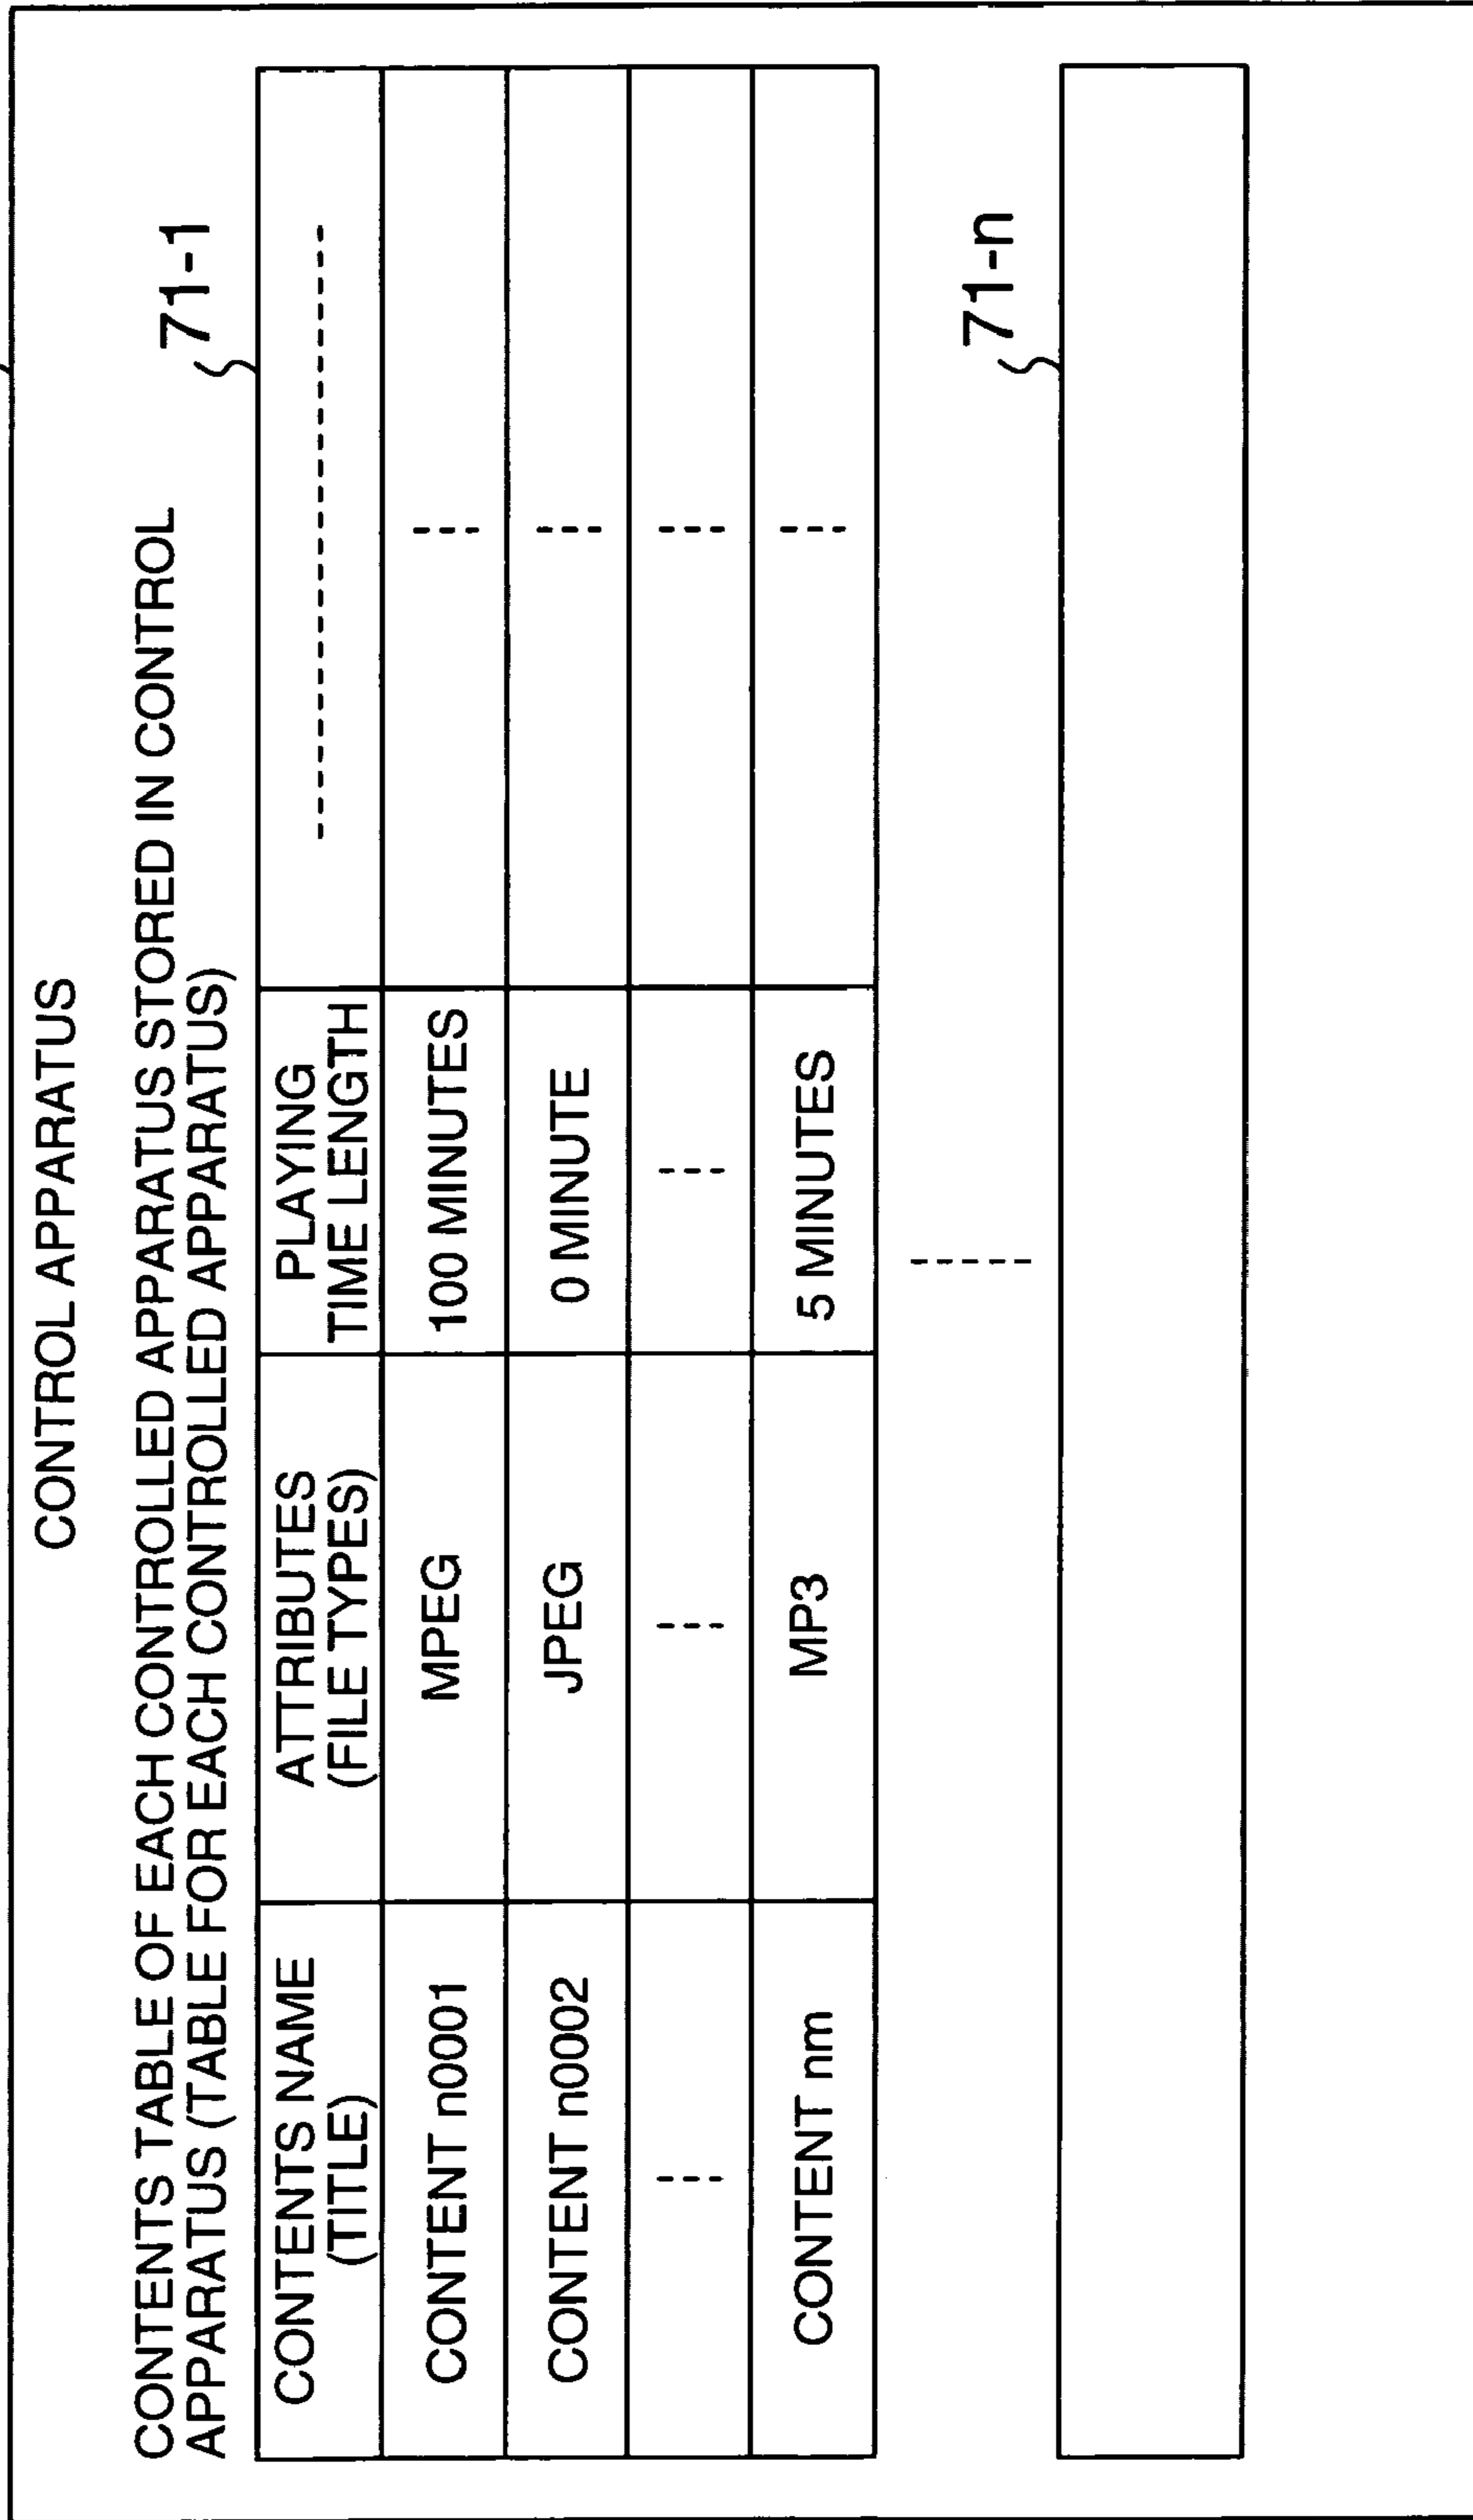 CONTROL APPARATUS
CONTENTS TABLE OF EACH CONTROLLED APPARATUS STORED IN CONTROL
APPARATUS (TABLE FOR EACH CONTROLLED APPARATUS)
71-1
CONTENTS NAME
(TITLE)
ATTRIBUTES
(FILE TYPES)
PLAYING
TIME LENGTH
CONTENT n0001
MPEG
100 MINUTES
CONTENT n0002
JPEG
0 MINUTE
CONTENT nm
MP3
5 MINUTES
71-n